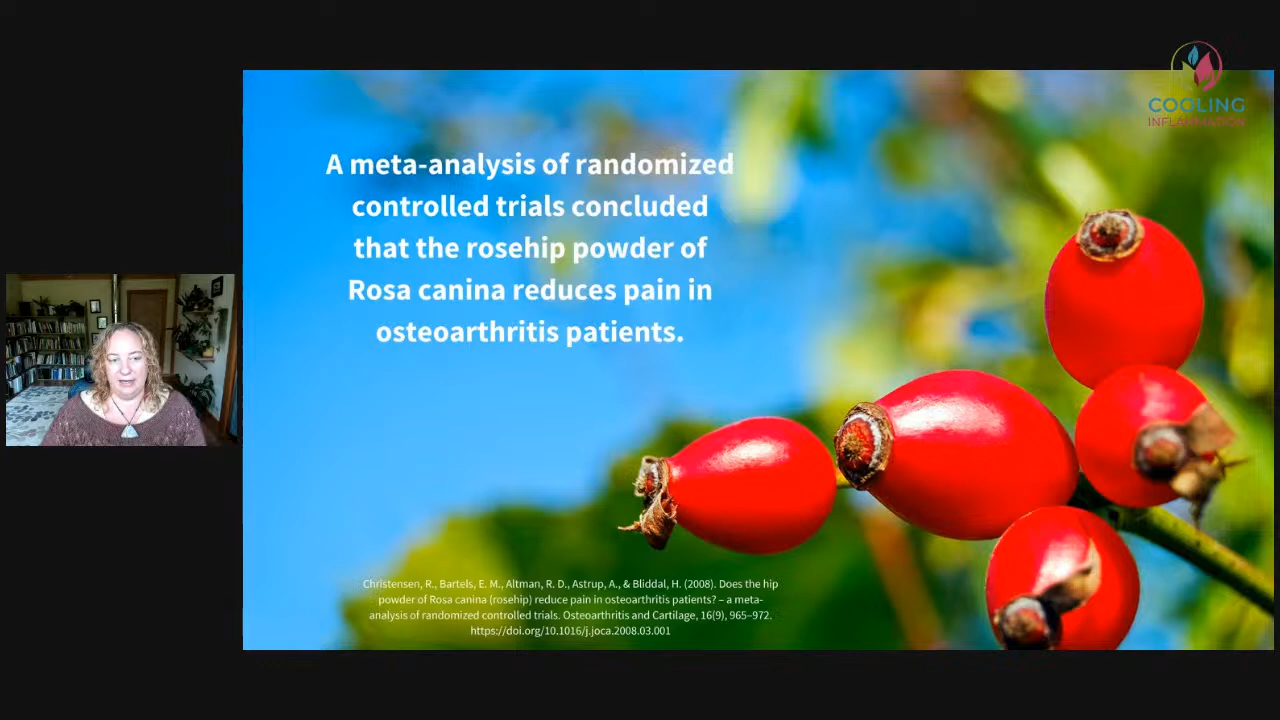 COOLING
INFLAMMATION
A meta-analysis of randomized
controlled trials concluded
that the rosehip powder of
Rosa canina reduces pain in
osteoarthritis patients.
Christensen, R., Bartels, E. M., Altman, R. D., Astrup, A., & Bliddal, H. (2008). Does the hip
powder of Rosa canina (rosehip) reduce pain in osteoarthritis patients? – a meta-
analysis of randomized controlled trials. Osteoarthritis and Cartilage, 16(9), 965–972.
https://doi.org/10.1016/j.joca.2008.03.001